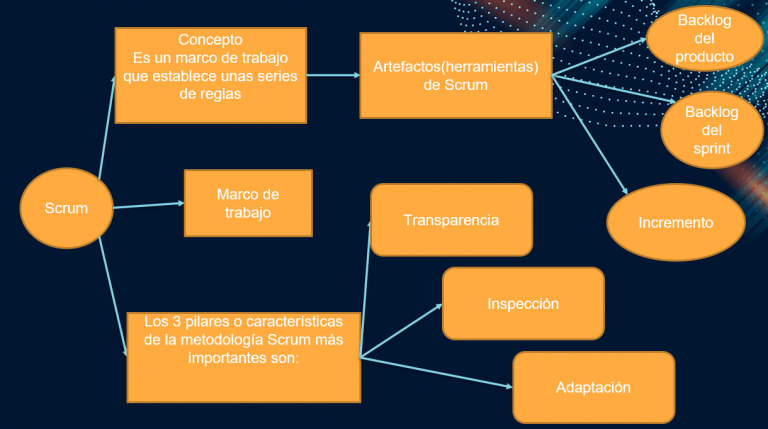 Concepto
Es un marco de trabajo
que establece unas series
de reglas
Artefactos(herramientas)
de Scrum
Backlog
del
producto
Backlog
del
sprint
Incremento
Scrum
Marco de
trabajo
Los 3 pilares o características
de la metodología Scrum más
importantes son:
Transparencia
Inspección
Adaptación